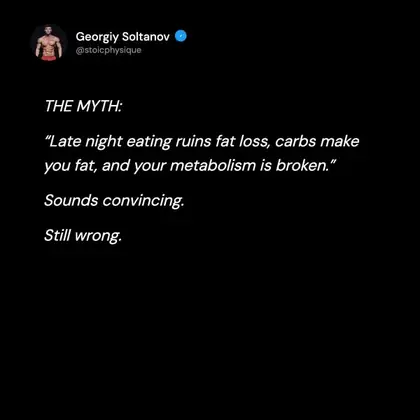 Georgiy Soltanov
@stoicphysique
THE MYTH:
“Late night eating ruins fat loss, carbs make
you fat, and your metabolism is broken.”
Sounds convincing.
Still wrong.